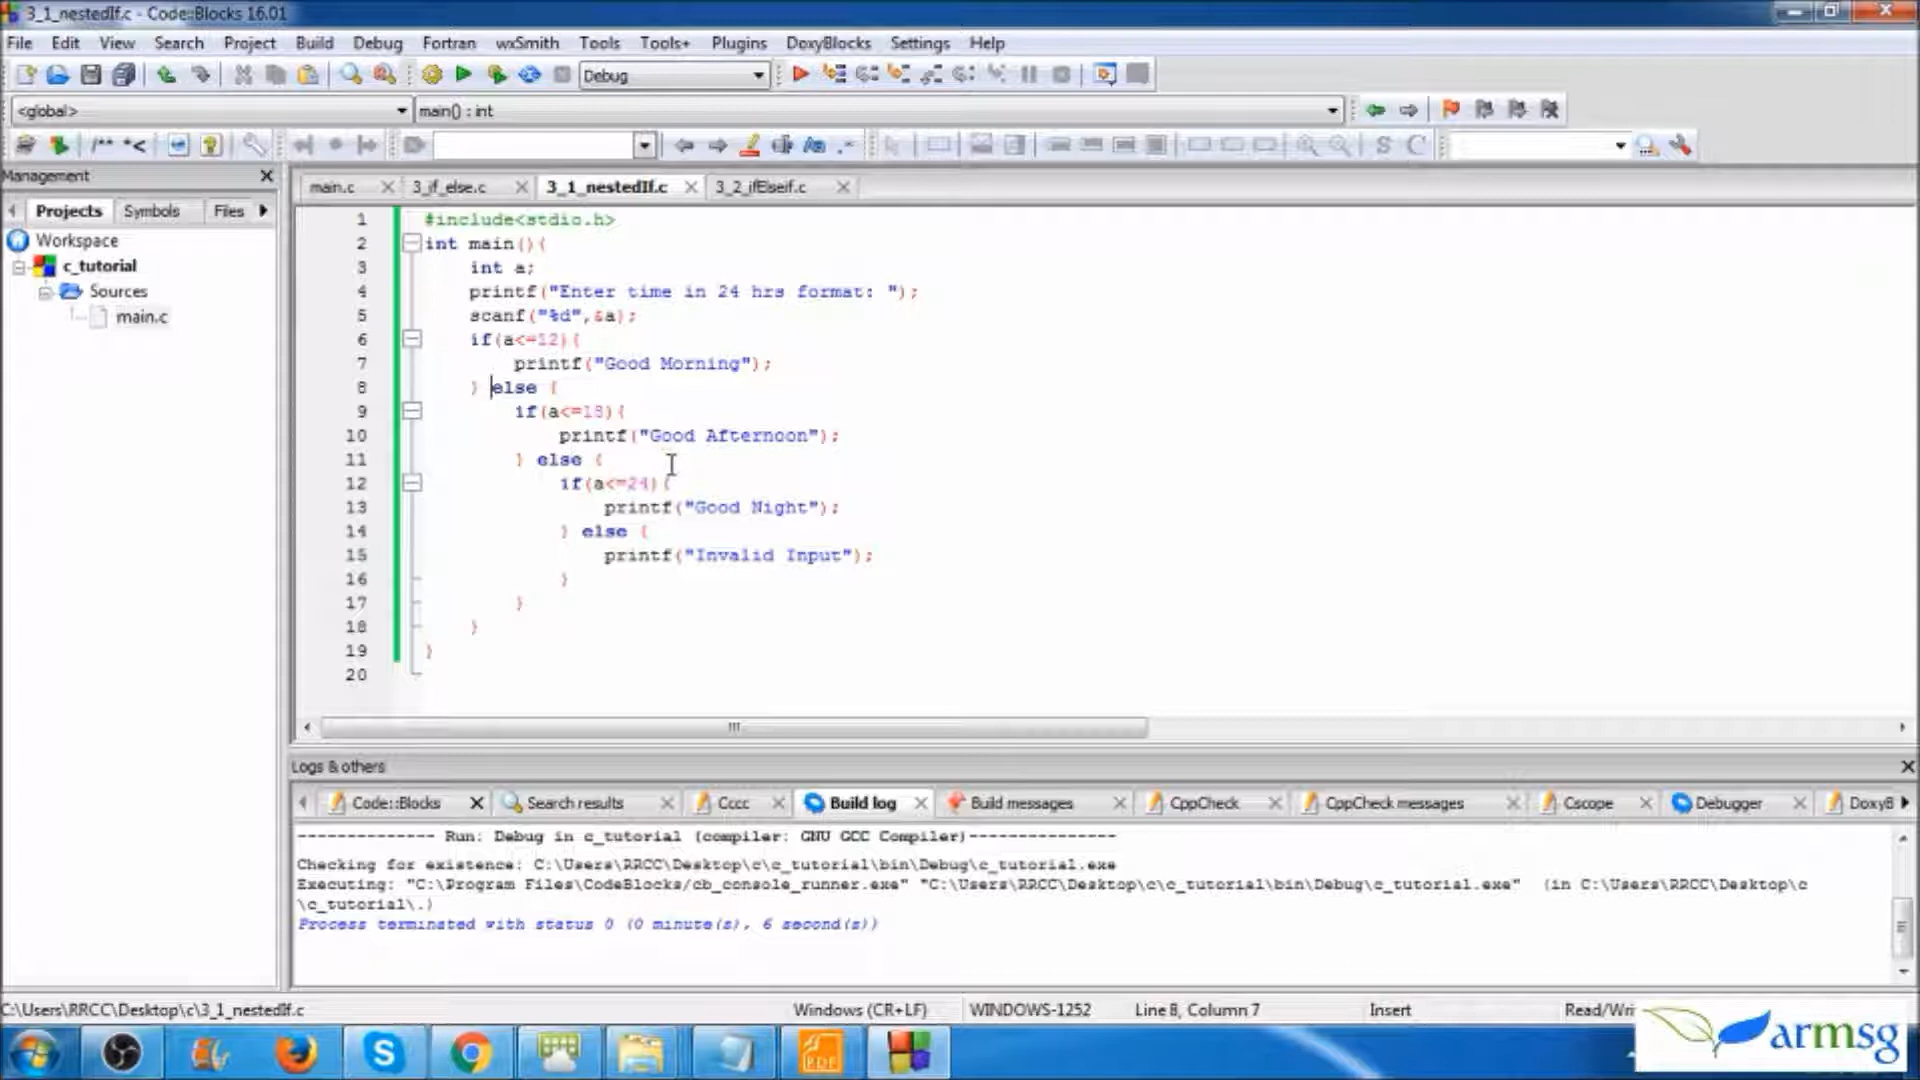 3_1_nestedIf.c - Code::Blocks 16.01
File Edit View Search Project Build Debug Fortran wxSmith Tools Tools+ Plugins DoxyBlocks Settings Help
Debug
<global> main() : int
/** *<
S C
Management
Projects Symbols Files
Workspace
c_tutorial
Sources
main.c
main.c 3_if_else.c 3_1_nestedIf.c 3_2_ifElseif.c
1 #include<stdio.h>
2 int main(){
3 int a;
4 printf("Enter time in 24 hrs format: ");
5 scanf("%d",&a);
6 if(a<=12){
7 printf("Good Morning");
8 } else {
9 if(a<=18){
10 printf("Good Afternoon");
11 } else {
12 if(a<=24){
13 printf("Good Night");
14 } else {
15 printf("Invalid Input");
16 }
17 }
18 }
19 }
20
Logs & others
Code::Blocks Search results Cccc Build log Build messages CppCheck CppCheck messages Cscope Debugger DoxyB
-------------- Run: Debug in c_tutorial (compiler: GNU GCC Compiler)---------------
Checking for existence: C:\Users\RRCC\Desktop\c\c_tutorial\bin\Debug\c_tutorial.exe
Executing: "C:\Program Files\CodeBlocks/cb_console_runner.exe" "C:\Users\RRCC\Desktop\c\c_tutorial\bin\Debug\c_tutorial.exe" (in C:\Users\RRCC\Desktop\c
\c_tutorial\.)
Process terminated with status 0 (0 minute(s), 6 second(s))
C:\Users\RRCC\Desktop\c\3_1_nestedIf.c Windows (CR+LF) WINDOWS-1252 Line 8, Column 7 Insert Read/Wri
PDF
armsg